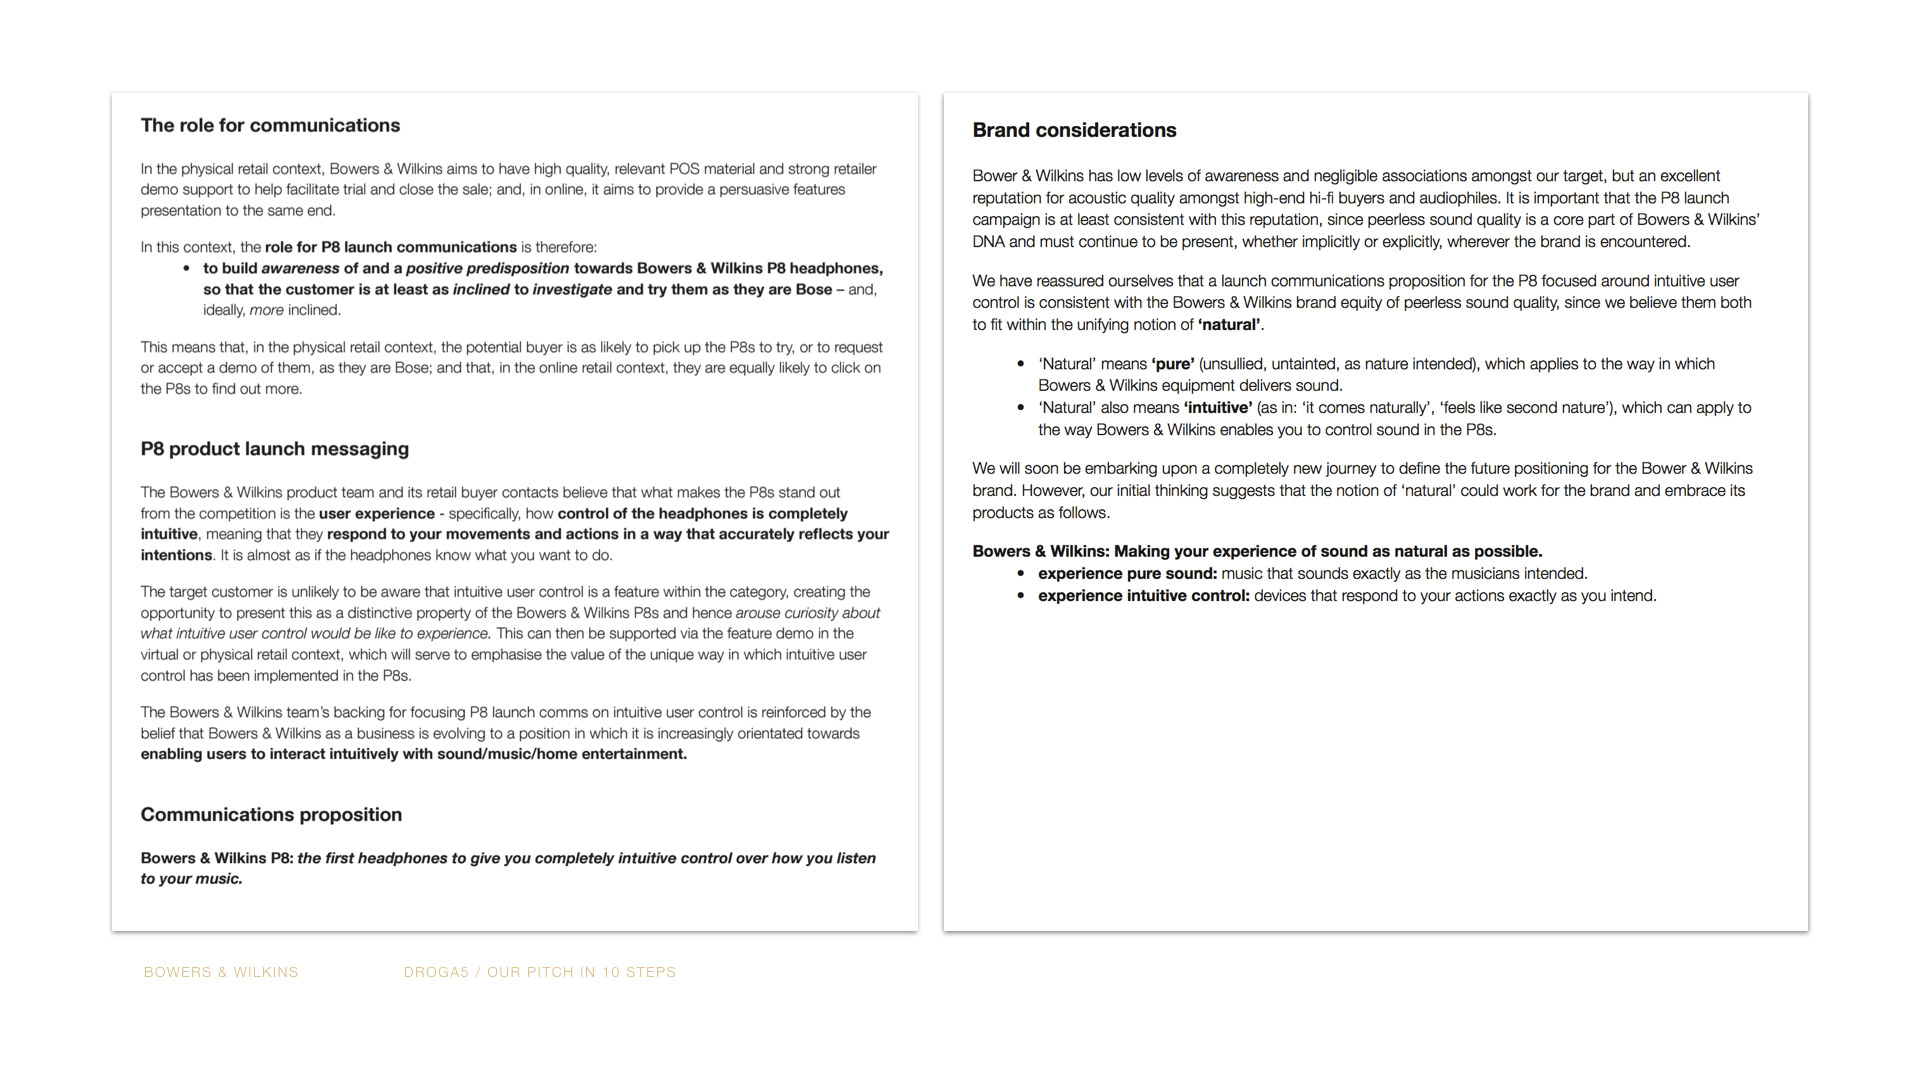 The role for communications
In the physical retail context, Bowers & Wilkins aims to have high quality, relevant POS material and strong retailer
demo support to help facilitate trial and close the sale; and, in online, it aims to provide a persuasive features
presentation to the same end.
In this context, the role for P8 launch communications is therefore:
• to build awareness of and a positive predisposition towards Bowers & Wilkins P8 headphones,
so that the customer is at least as inclined to investigate and try them as they are Bose – and,
ideally, more inclined.
This means that, in the physical retail context, the potential buyer is as likely to pick up the P8s to try, or to request
or accept a demo of them, as they are Bose; and that, in the online retail context, they are equally likely to click on
the P8s to find out more.
P8 product launch messaging
The Bowers & Wilkins product team and its retail buyer contacts believe that what makes the P8s stand out
from the competition is the user experience - specifically, how control of the headphones is completely
intuitive, meaning that they respond to your movements and actions in a way that accurately reflects your
intentions. It is almost as if the headphones know what you want to do.
The target customer is unlikely to be aware that intuitive user control is a feature within the category, creating the
opportunity to present this as a distinctive property of the Bowers & Wilkins P8s and hence arouse curiosity about
what intuitive user control would be like to experience. This can then be supported via the feature demo in the
virtual or physical retail context, which will serve to emphasise the value of the unique way in which intuitive user
control has been implemented in the P8s.
The Bowers & Wilkins team's backing for focusing P8 launch comms on intuitive user control is reinforced by the
belief that Bowers & Wilkins as a business is evolving to a position in which it is increasingly orientated towards
enabling users to interact intuitively with sound/music/home entertainment.
Communications proposition
Bowers & Wilkins P8: the first headphones to give you completely intuitive control over how you listen
to your music.
Brand considerations
Bower & Wilkins has low levels of awareness and negligible associations amongst our target, but an excellent
reputation for acoustic quality amongst high-end hi-fi buyers and audiophiles. It is important that the P8 launch
campaign is at least consistent with this reputation, since peerless sound quality is a core part of Bowers & Wilkins'
DNA and must continue to be present, whether implicitly or explicitly, wherever the brand is encountered.
We have reassured ourselves that a launch communications proposition for the P8 focused around intuitive user
control is consistent with the Bowers & Wilkins brand equity of peerless sound quality, since we believe them both
to fit within the unifying notion of 'natural'.
• 'Natural' means 'pure' (unsullied, untainted, as nature intended), which applies to the way in which
Bowers & Wilkins equipment delivers sound.
• 'Natural' also means 'intuitive' (as in: 'it comes naturally', 'feels like second nature'), which can apply to
the way Bowers & Wilkins enables you to control sound in the P8s.
We will soon be embarking upon a completely new journey to define the future positioning for the Bower & Wilkins
brand. However, our initial thinking suggests that the notion of 'natural' could work for the brand and embrace its
products as follows.
Bowers & Wilkins: Making your experience of sound as natural as possible.
• experience pure sound: music that sounds exactly as the musicians intended.
• experience intuitive control: devices that respond to your actions exactly as you intend.
BOWERS & WILKINS
DROGA5 / OUR PITCH IN 10 STEPS